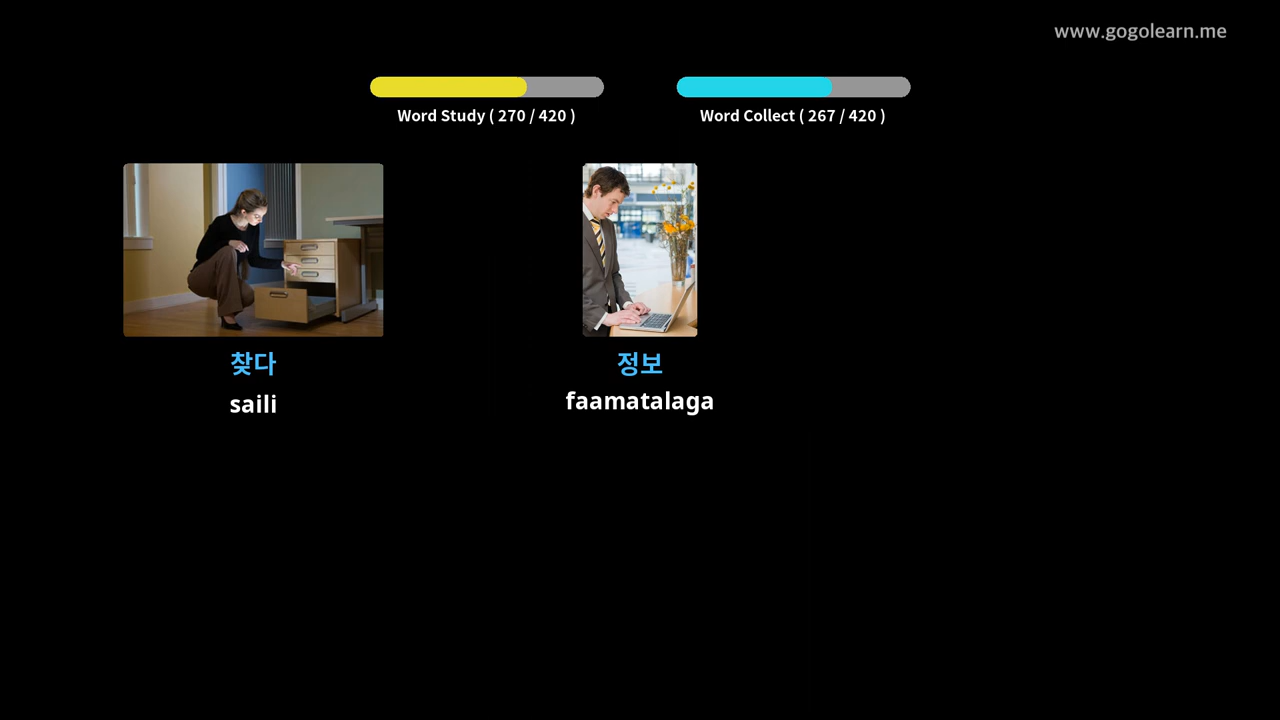 www.gogolearn.me
Word Study ( 270 / 420 )
Word Collect ( 267 / 420 )
찾다
saili
정보
faamatalaga